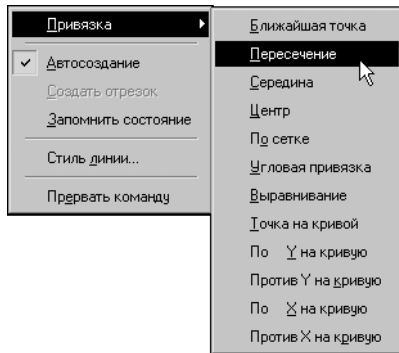 Привязка
Автосоздание
Создать отрезок
Запомнить состояние
Стиль линии...
Прервать команду
Ближайшая точка
Пересечение
Середина
Центр
По сетке
Угловая привязка
Выравнивание
Точка на кривой
По Y на кривую
Против Y на кривую
По X на кривую
Против X на кривую